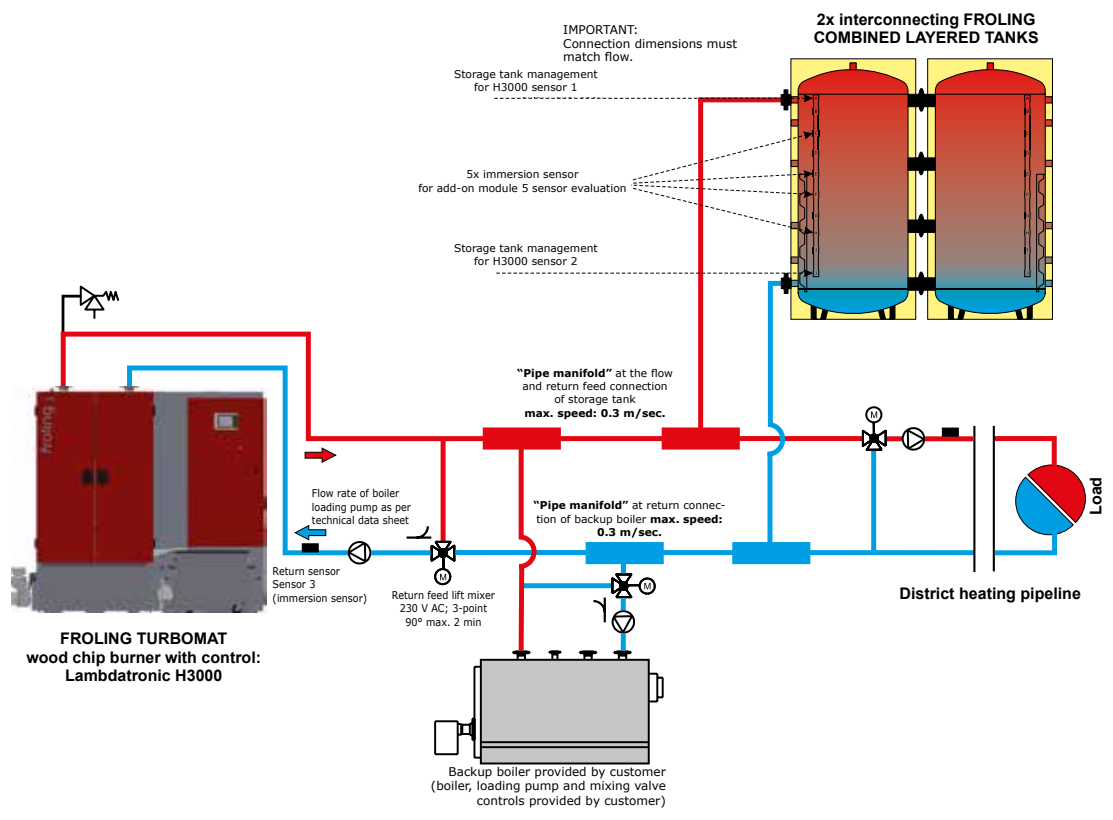 2x interconnecting FROLING
COMBINED LAYERED TANKS
IMPORTANT:
Connection dimensions must
match flow.
Storage tank management
for H3000 sensor 1
5x immersion sensor
for add-on module 5 sensor evaluation
Storage tank management
for H3000 sensor 2
"Pipe manifold" at the flow
and return feed connection
of storage tank
max. speed: 0.3 m/sec.
froling
M
Load
Flow rate of boiler
loading pump as per
technical data sheet
"Pipe manifold" at return connec-
tion of backup boiler max. speed:
0.3 m/sec.
Return sensor
Sensor 3
(immersion sensor)
M
Return feed lift mixer
230 V AC; 3-point
90° max. 2 min
M
District heating pipeline
FROLING TURBOMAT
wood chip burner with control:
Lambdatronic H3000
Backup boiler provided by customer
(boiler, loading pump and mixing valve
controls provided by customer)